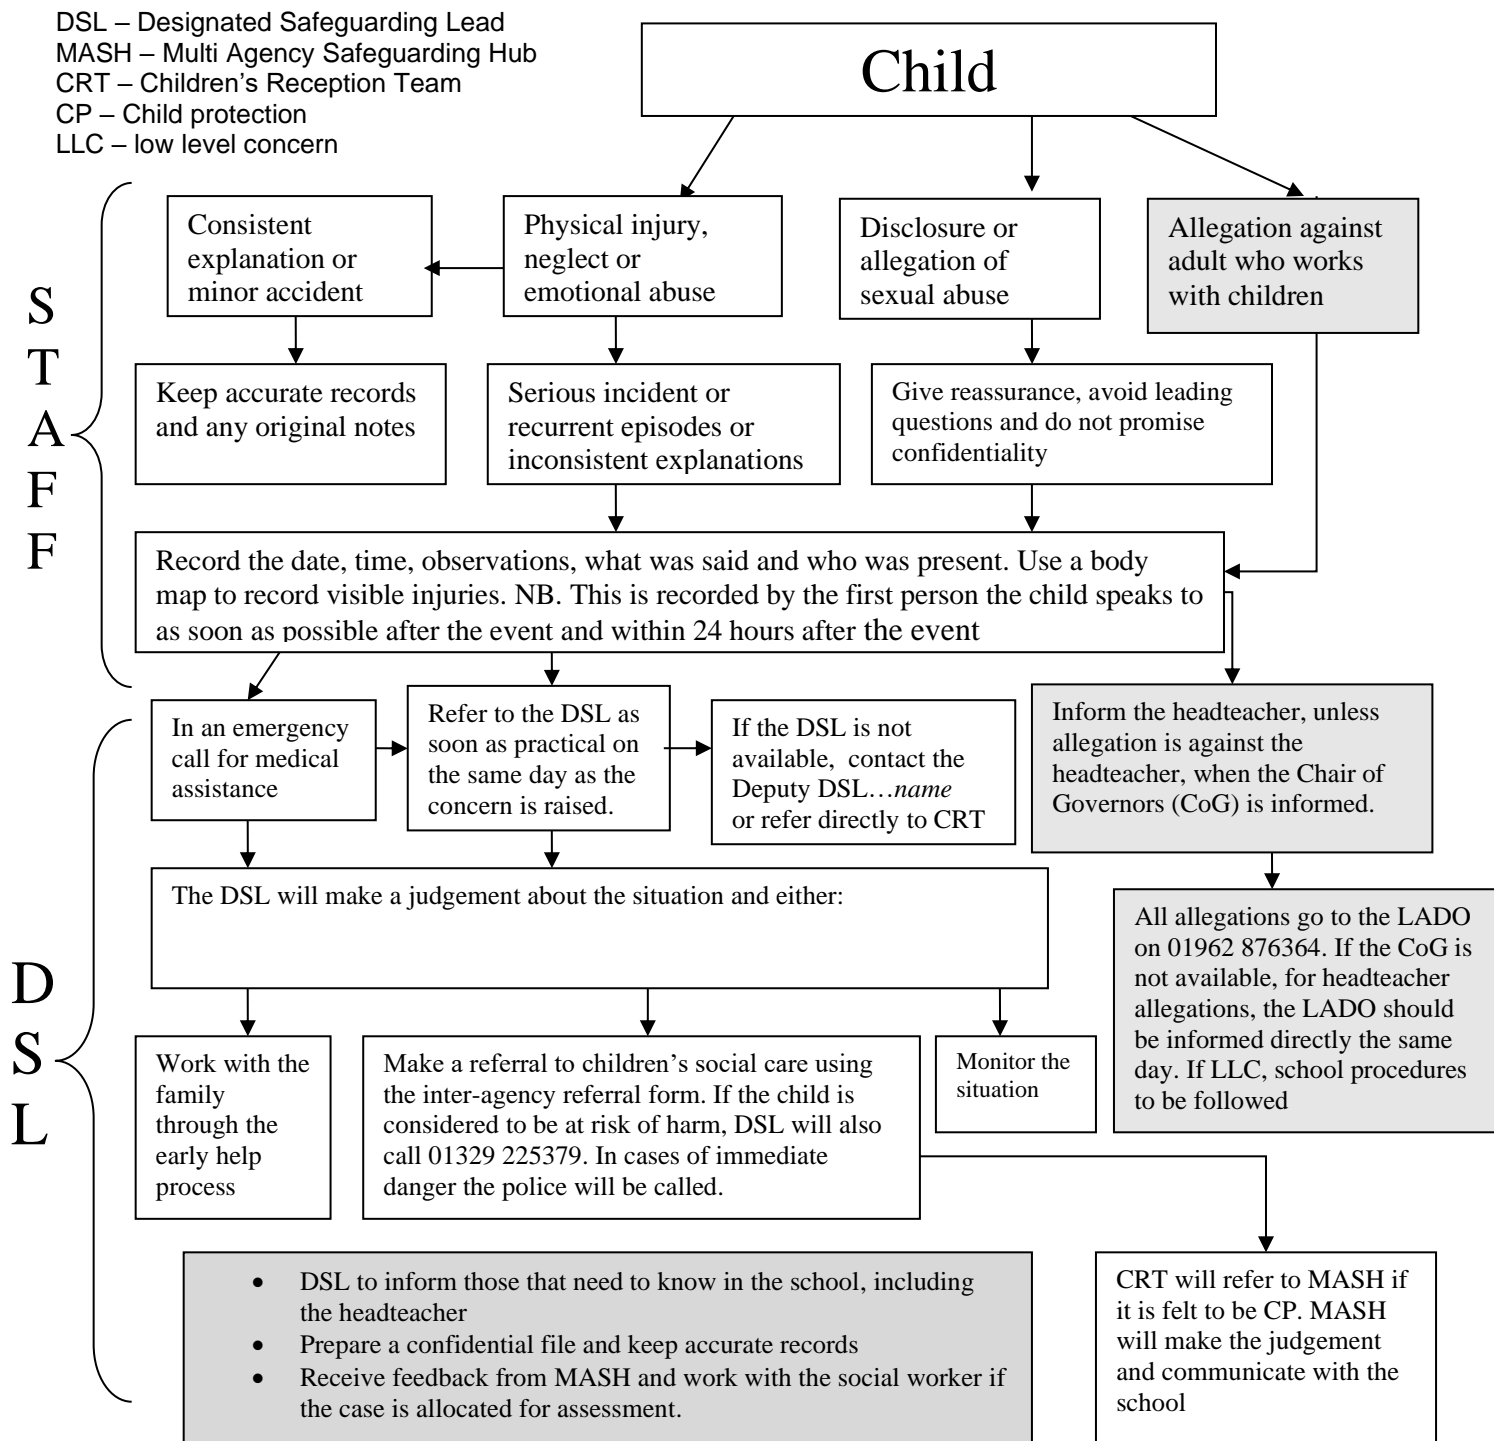 DSL – Designated Safeguarding Lead
MASH – Multi Agency Safeguarding Hub
CRT – Children's Reception Team
CP – Child protection
LLC – low level concern
Child
S
T
A
F
F
Consistent
explanation or
minor accident
Physical injury,
neglect or
emotional abuse
Disclosure or
allegation of
sexual abuse
Allegation against
adult who works
with children
Keep accurate records
and any original notes
Serious incident or
recurrent episodes or
inconsistent explanations
Give reassurance, avoid leading
questions and do not promise
confidentiality
Record the date, time, observations, what was said and who was present. Use a body
map to record visible injuries. NB. This is recorded by the first person the child speaks to
as soon as possible after the event and within 24 hours after the event
D
S
L
In an emergency
call for medical
assistance
Refer to the DSL as
soon as practical on
the same day as the
concern is raised.
If the DSL is not
available, contact the
Deputy DSL…name
or refer directly to CRT
Inform the headteacher, unless
allegation is against the
headteacher, when the Chair of
Governors (CoG) is informed.
The DSL will make a judgement about the situation and either:
All allegations go to the LADO
on 01962 876364. If the CoG is
not available, for headteacher
allegations, the LADO should
be informed directly the same
day. If LLC, school procedures
to be followed
Work with the
family
through the
early help
process
Make a referral to children's social care using
the inter-agency referral form. If the child is
considered to be at risk of harm, DSL will also
call 01329 225379. In cases of immediate
danger the police will be called.
Monitor the
situation
• DSL to inform those that need to know in the school, including
the headteacher
• Prepare a confidential file and keep accurate records
• Receive feedback from MASH and work with the social worker if
the case is allocated for assessment.
CRT will refer to MASH if
it is felt to be CP. MASH
will make the judgement
and communicate with the
school